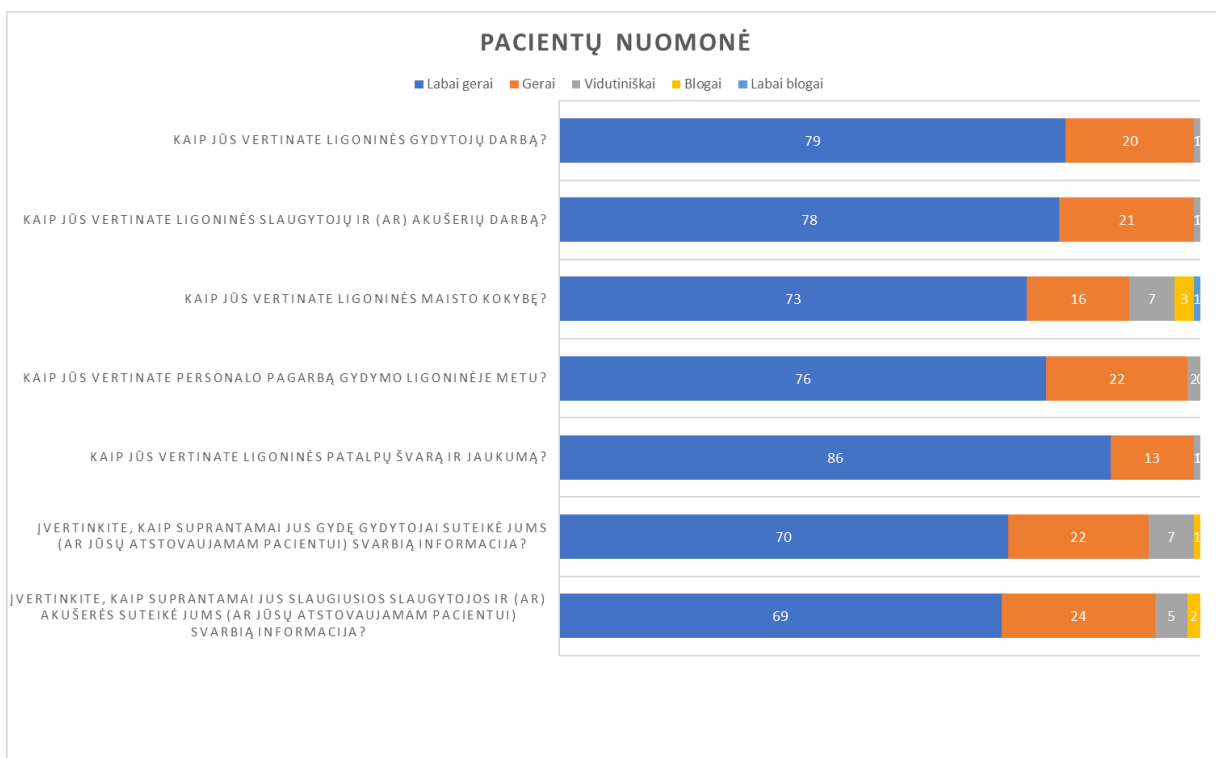 PACIENTŲ NUOMONĖ
Labai gerai Gerai Vidutiniškai Blogai Labai blogai
KAIP JŪS VERTINATE LIGONINĖS GYDYTOJŲ DARBĄ?
79 20 1
KAIP JŪS VERTINATE LIGONINĖS SLAUGYTOJŲ IR (AR) AKUŠERIŲ DARBĄ?
78 21 1
KAIP JŪS VERTINATE LIGONINĖS MAISTO KOKYBĘ?
73 16 7 3 1
KAIP JŪS VERTINATE PERSONALO PAGARBĄ GYDYMO LIGONINĖJE METU?
76 22 2 0
KAIP JŪS VERTINATE LIGONINĖS PATALPŲ ŠVARĄ IR JAUKUMĄ?
86 13 1
ĮVERTINKITE, KAIP SUPRANTAMAI JUS GYDĘ GYDYTOJAI SUTEIKĖ JUMS
(AR JŪSŲ ATSTOVAUJAMAM PACIENTUI) SVARBIĄ INFORMACIJA?
70 22 7 1
ĮVERTINKITE, KAIP SUPRANTAMAI JUS SLAUGIUSIOS SLAUGYTOJOS IR (AR)
AKUŠERĖS SUTEIKĖ JUMS (AR JŪSŲ ATSTOVAUJAMAM PACIENTUI)
SVARBIĄ INFORMACIJA?
69 24 5 2